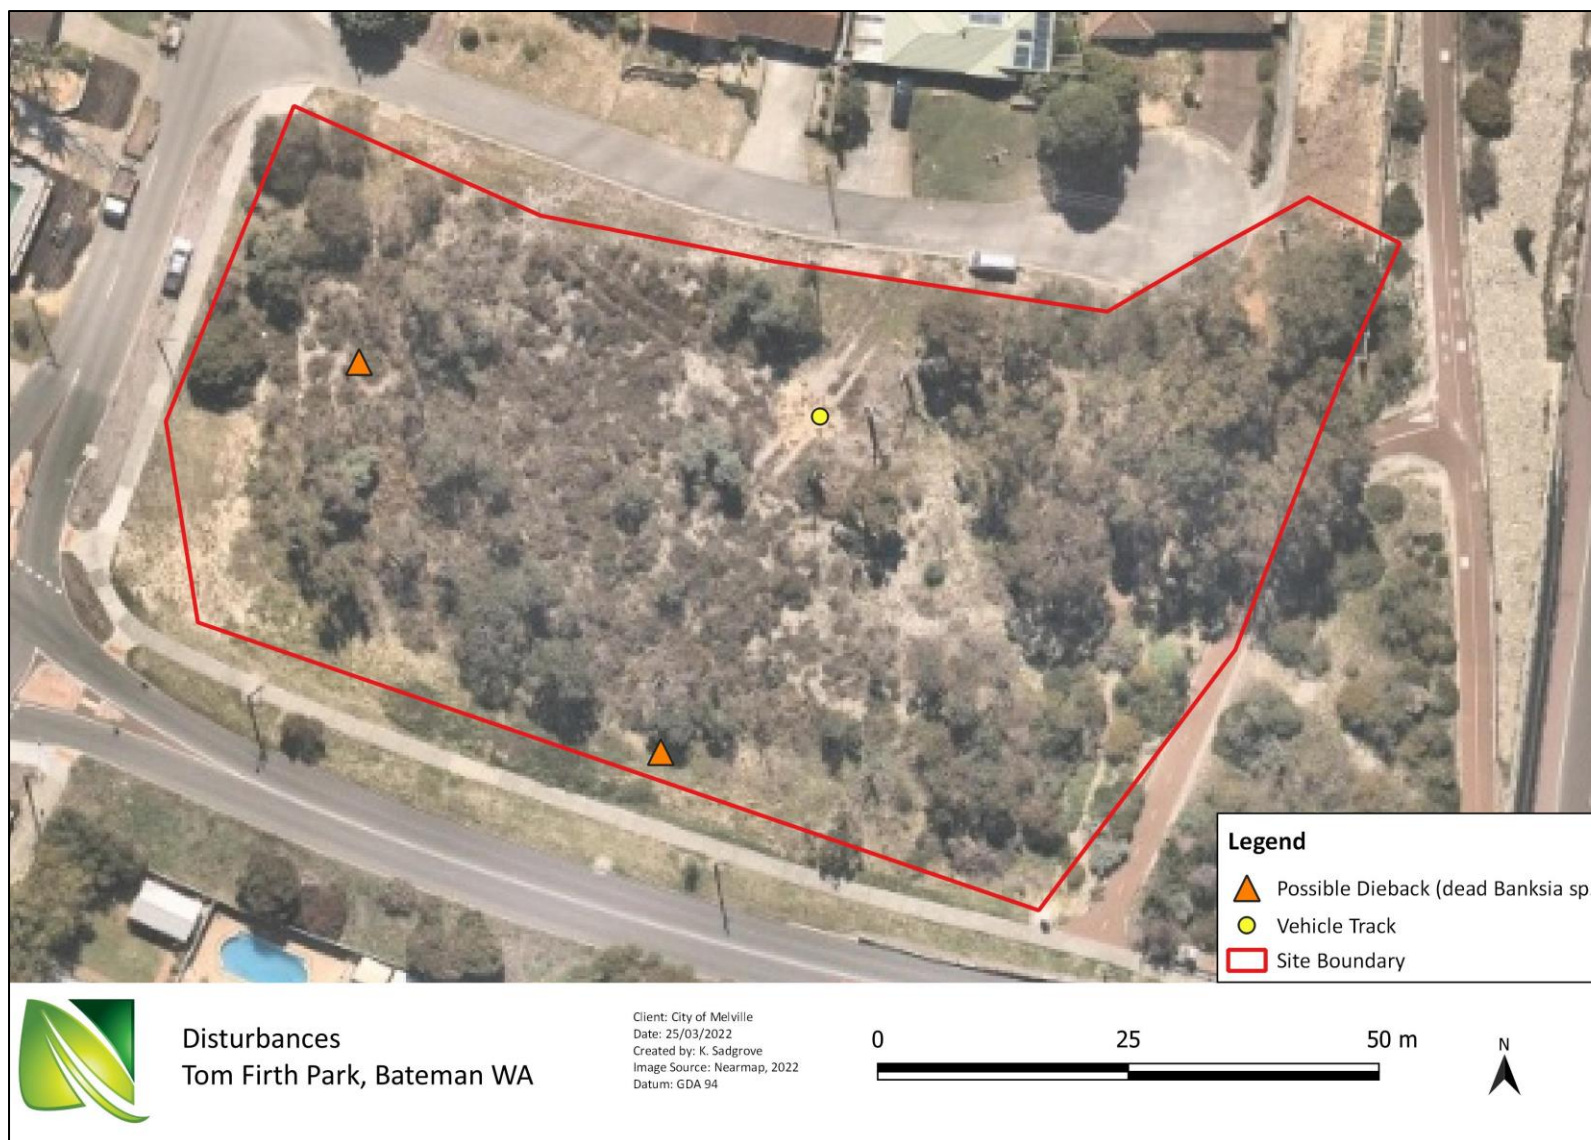 Legend
Possible Dieback (dead Banksia sp.
Vehicle Track
Site Boundary
Disturbances
Tom Firth Park, Bateman WA
Client: City of Melville
Date: 25/03/2022
Created by: K. Sadgrove
Image Source: Nearmap, 2022
Datum: GDA 94
0 25 50 m
N